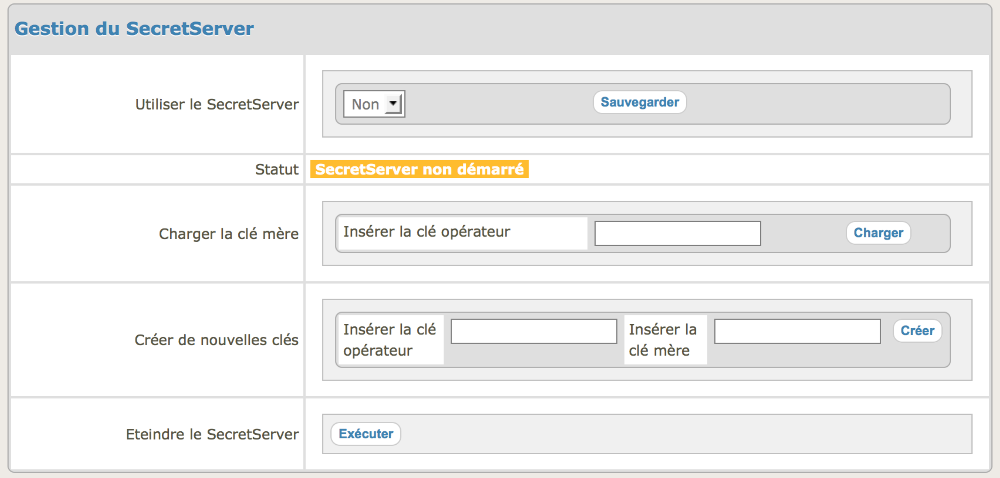 Gestion du SecretServer
Utiliser le SecretServer
Non
Sauvegarder
Statut
SecretServer non démarré
Charger la clé mère
Insérer la clé opérateur
Charger
Créer de nouvelles clés
Insérer la clé
opérateur
Insérer la
clé mère
Créer
Eteindre le SecretServer
Exécuter